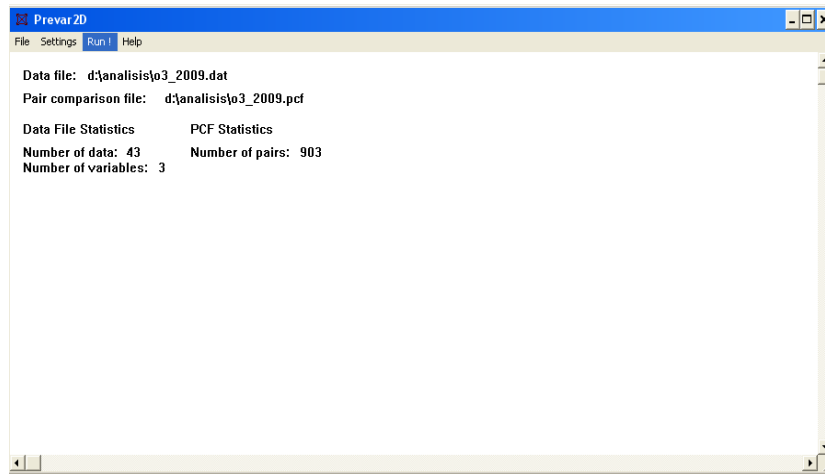 Prevar2D
File Settings Run ! Help
Data file: d:\analisis\o3_2009.dat
Pair comparison file: d:\analisis\o3_2009.pcf
Data File Statistics PCF Statistics
Number of data: 43 Number of pairs: 903
Number of variables: 3